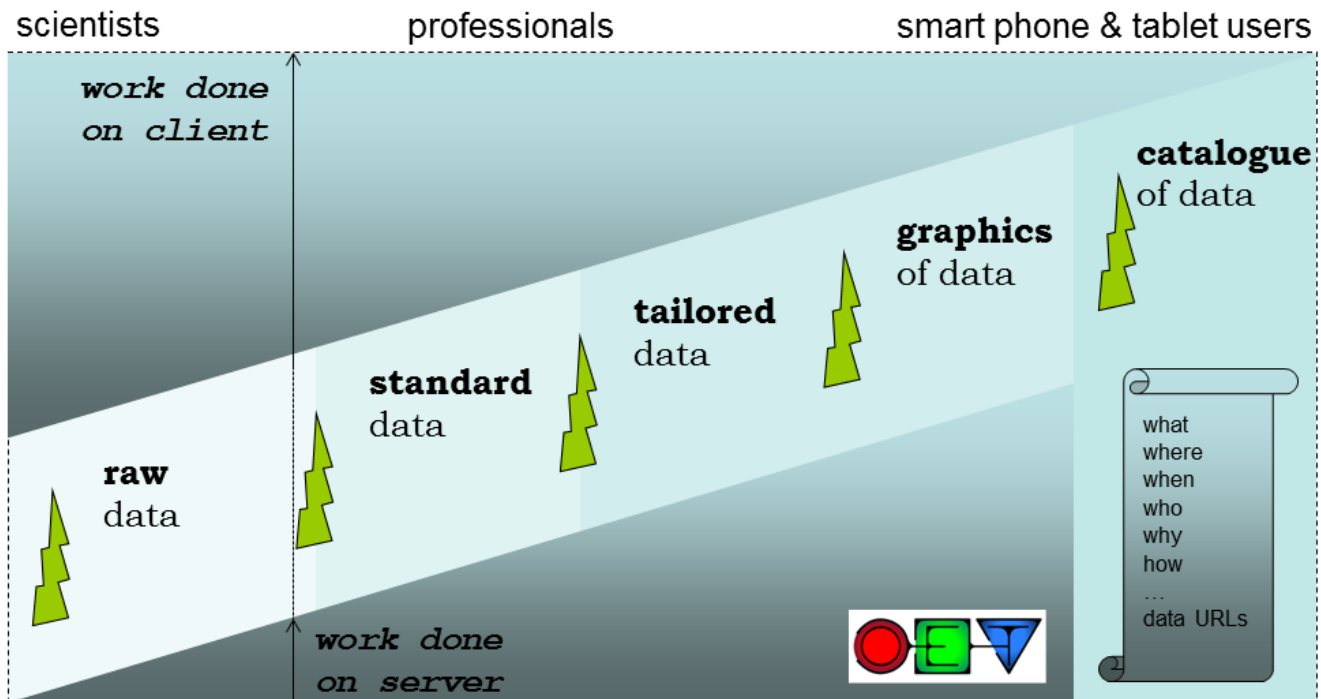 scientists
professionals
smart phone & tablet users
work done
on client
catalogue
of data
graphics
of data
tailored
data
standard
data
raw
data
what
where
when
who
why
how
...
data URLs
work done
on server